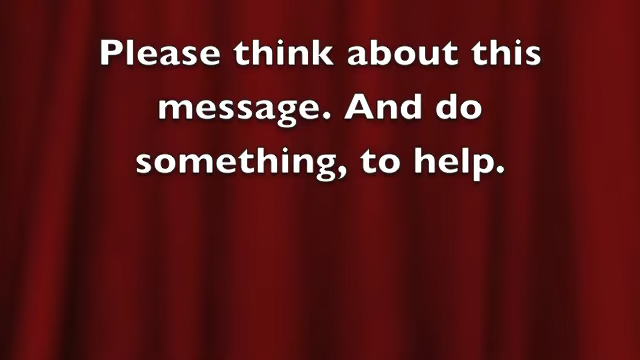 Please think about this
message. And do
something, to help.